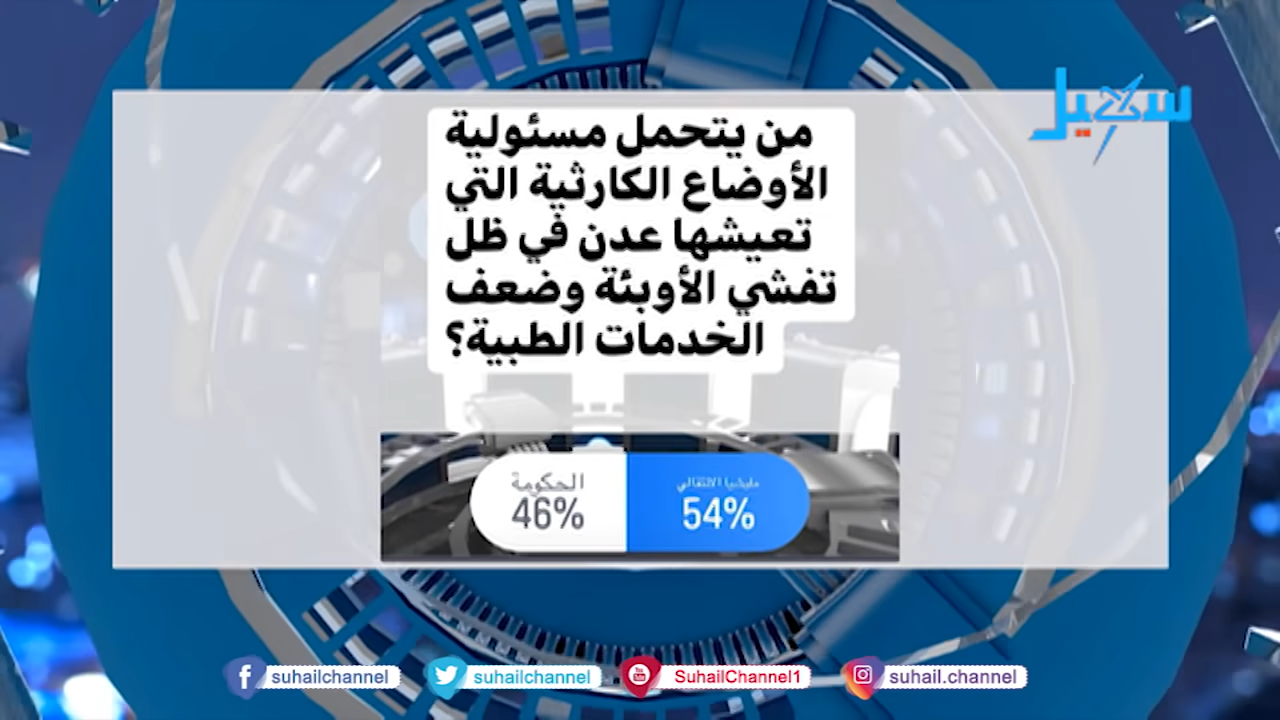 سهيل
من يتحمل مسئولية
الأوضاع الكارثية التي
تعيشها عدن في ظل
تفشي الأوبئة وضعف
الخدمات الطبية؟
الحكومة
46%
مليشيا الانتقالي
54%
suhailchannel
suhailchannel
SuhailChannel1
suhail.channel